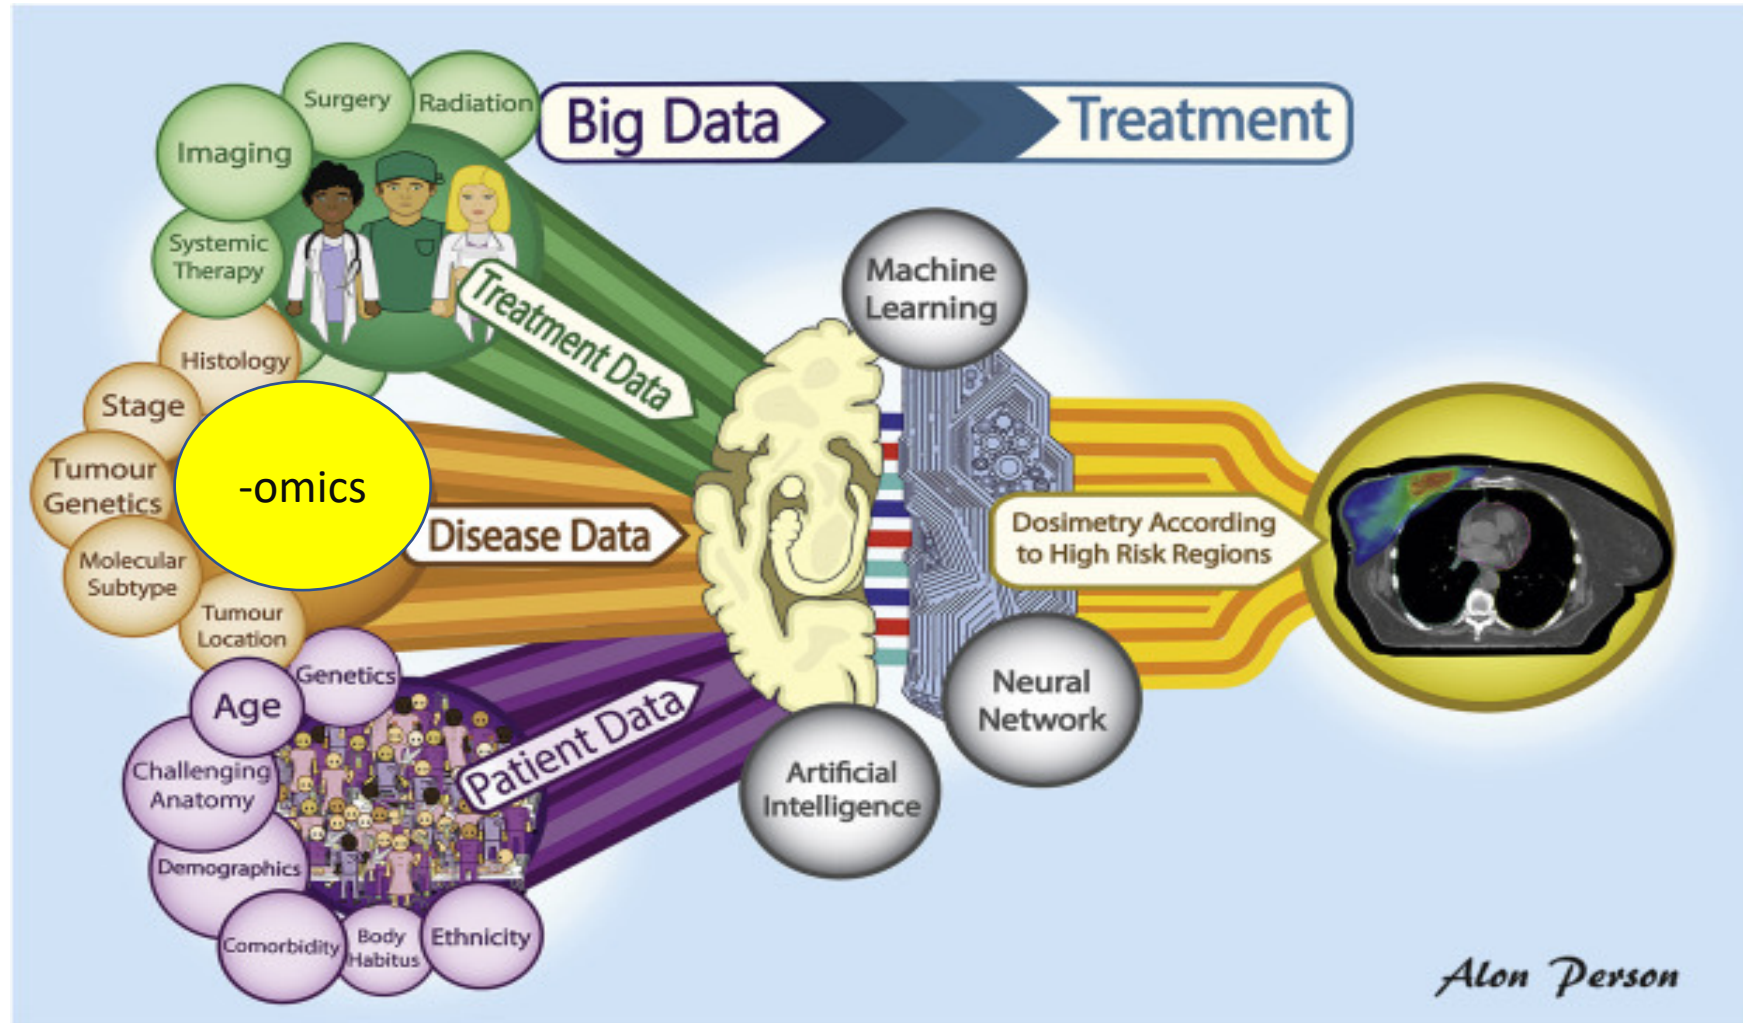 Big Data
Treatment
Surgery
Radiation
Imaging
Systemic
Therapy
Treatment Data
Histology
Stage
Tumour
Genetics
-omics
Molecular
Subtype
Tumour
Location
Disease Data
Genetics
Age
Challenging
Anatomy
Demographics
Comorbidity
Body
Habitus
Ethnicity
Patient Data
Machine
Learning
Neural
Network
Artificial
Intelligence
Dosimetry According
to High Risk Regions
Alon Person